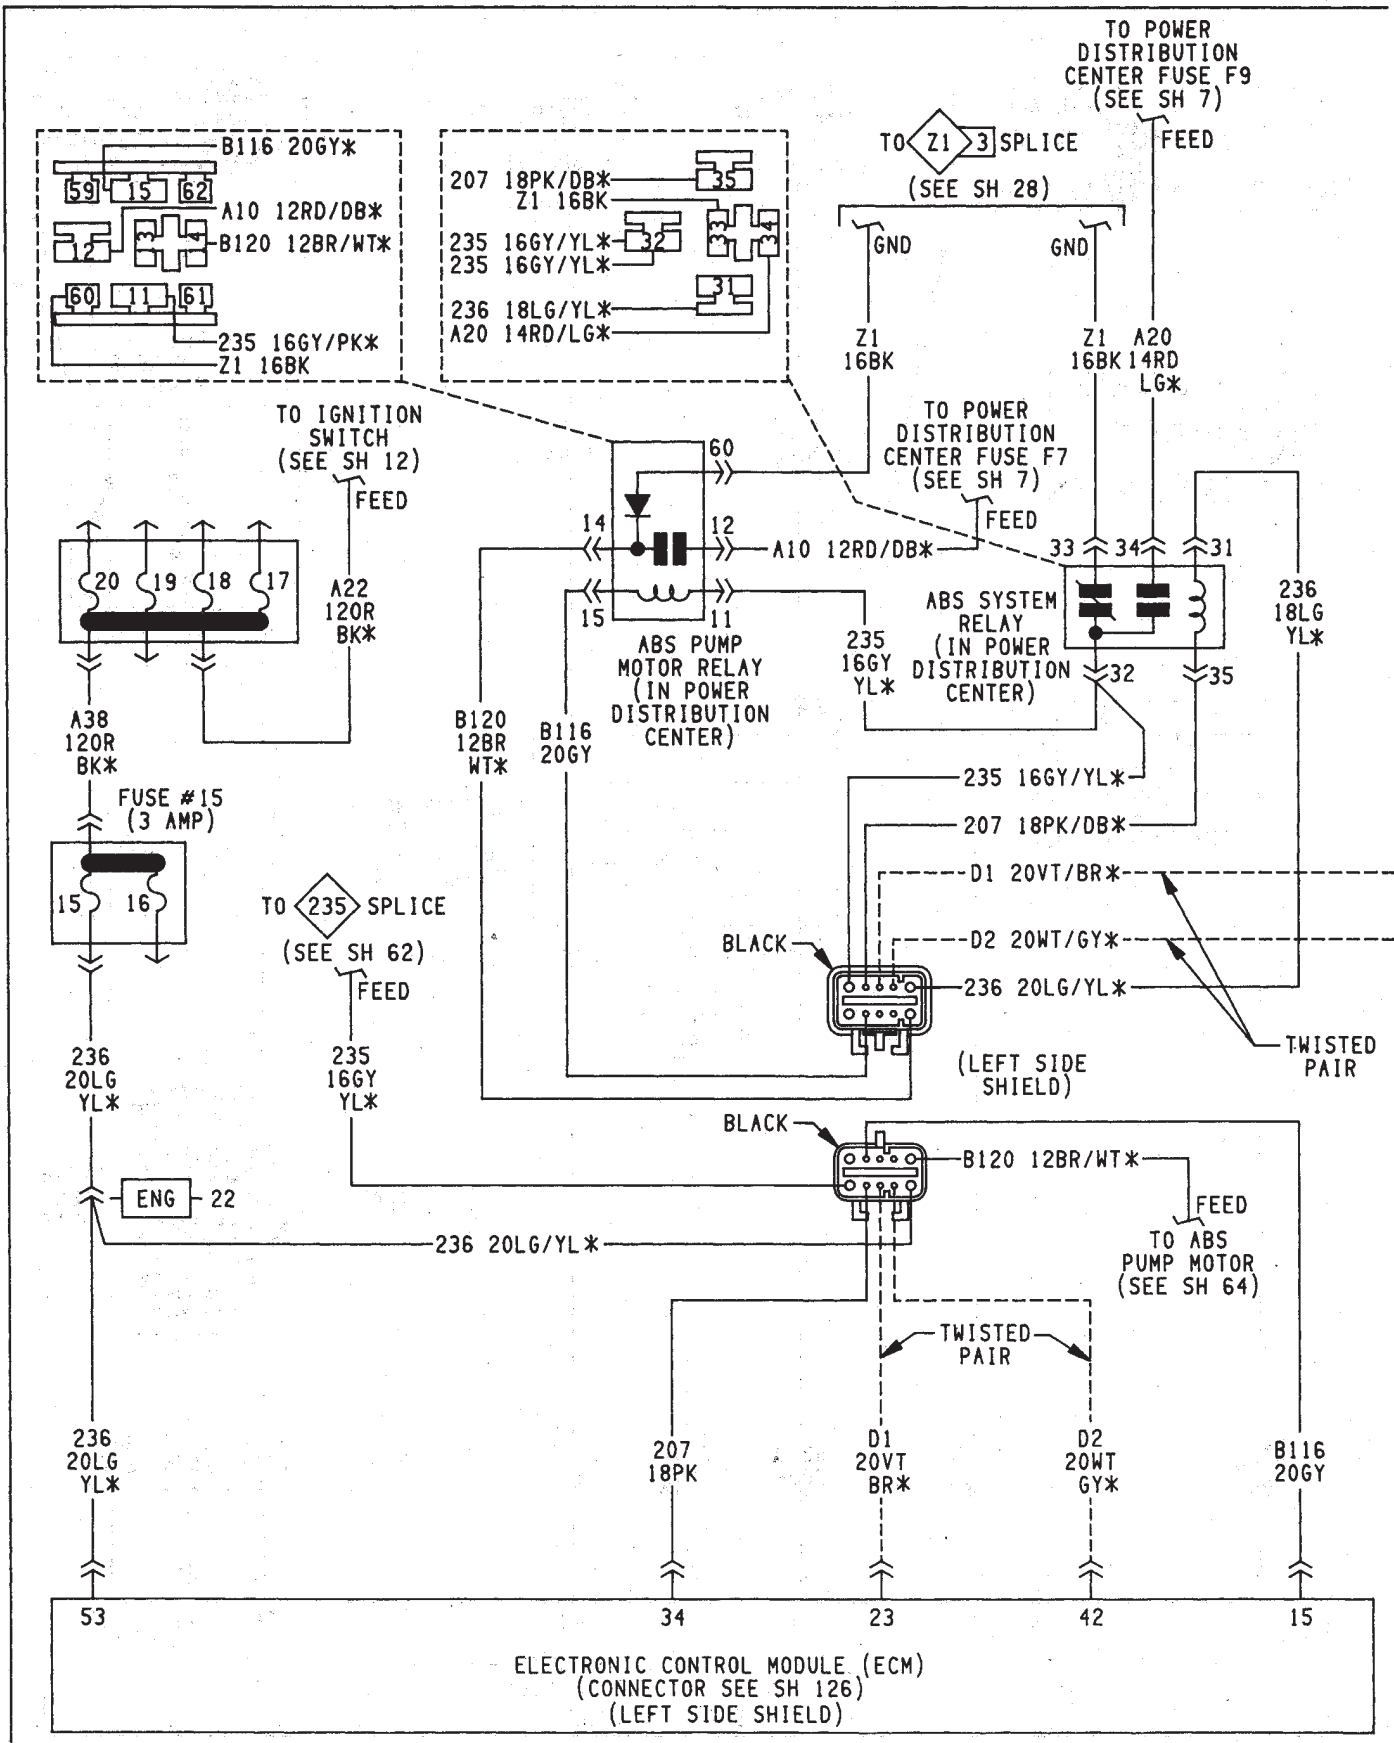 TO POWER
DISTRIBUTION
CENTER FUSE F9
(SEE SH 7)
FEED
TO Z1 3 SPLICE
(SEE SH 28)
GND
GND
B116 20GY*
59 15 62
A10 12RD/DB*
12 3 4
B120 12BR/WT*
60 11 61
235 16GY/PK*
Z1 16BK
207 18PK/DB*
35
Z1 16BK
33 34
235 16GY/YL*
32
235 16GY/YL*
31
236 18LG/YL*
A20 14RD/LG*
Z1
16BK
Z1
16BK
A20
14RD
LG*
TO IGNITION
SWITCH
(SEE SH 12)
FEED
TO POWER
DISTRIBUTION
CENTER FUSE F7
(SEE SH 7)
FEED
60
14
12
A10 12RD/DB*
15
11
ABS PUMP
MOTOR RELAY
(IN POWER
DISTRIBUTION
CENTER)
33 34 31
ABS SYSTEM
RELAY
(IN POWER
DISTRIBUTION
CENTER)
32
35
236
18LG
YL*
20 19 18 17
A22
12OR
BK*
235
16GY
YL*
A38
12OR
BK*
B120
12BR
WT*
B116
20GY
235 16GY/YL*
207 18PK/DB*
FUSE #15
(3 AMP)
15 16
D1 20VT/BR*
TO 235 SPLICE
(SEE SH 62)
FEED
BLACK
D2 20WT/GY*
236 20LG/YL*
TWISTED
PAIR
(LEFT SIDE
SHIELD)
236
20LG
YL*
235
16GY
YL*
BLACK
B120 12BR/WT*
ENG 22
FEED
TO ABS
PUMP MOTOR
(SEE SH 64)
236 20LG/YL*
TWISTED
PAIR
236
20LG
YL*
207
18PK
D1
20VT
BR*
D2
20WT
GY*
B116
20GY
53 34 23 42 15
ELECTRONIC CONTROL MODULE (ECM)
(CONNECTOR SEE SH 126)
(LEFT SIDE SHIELD)